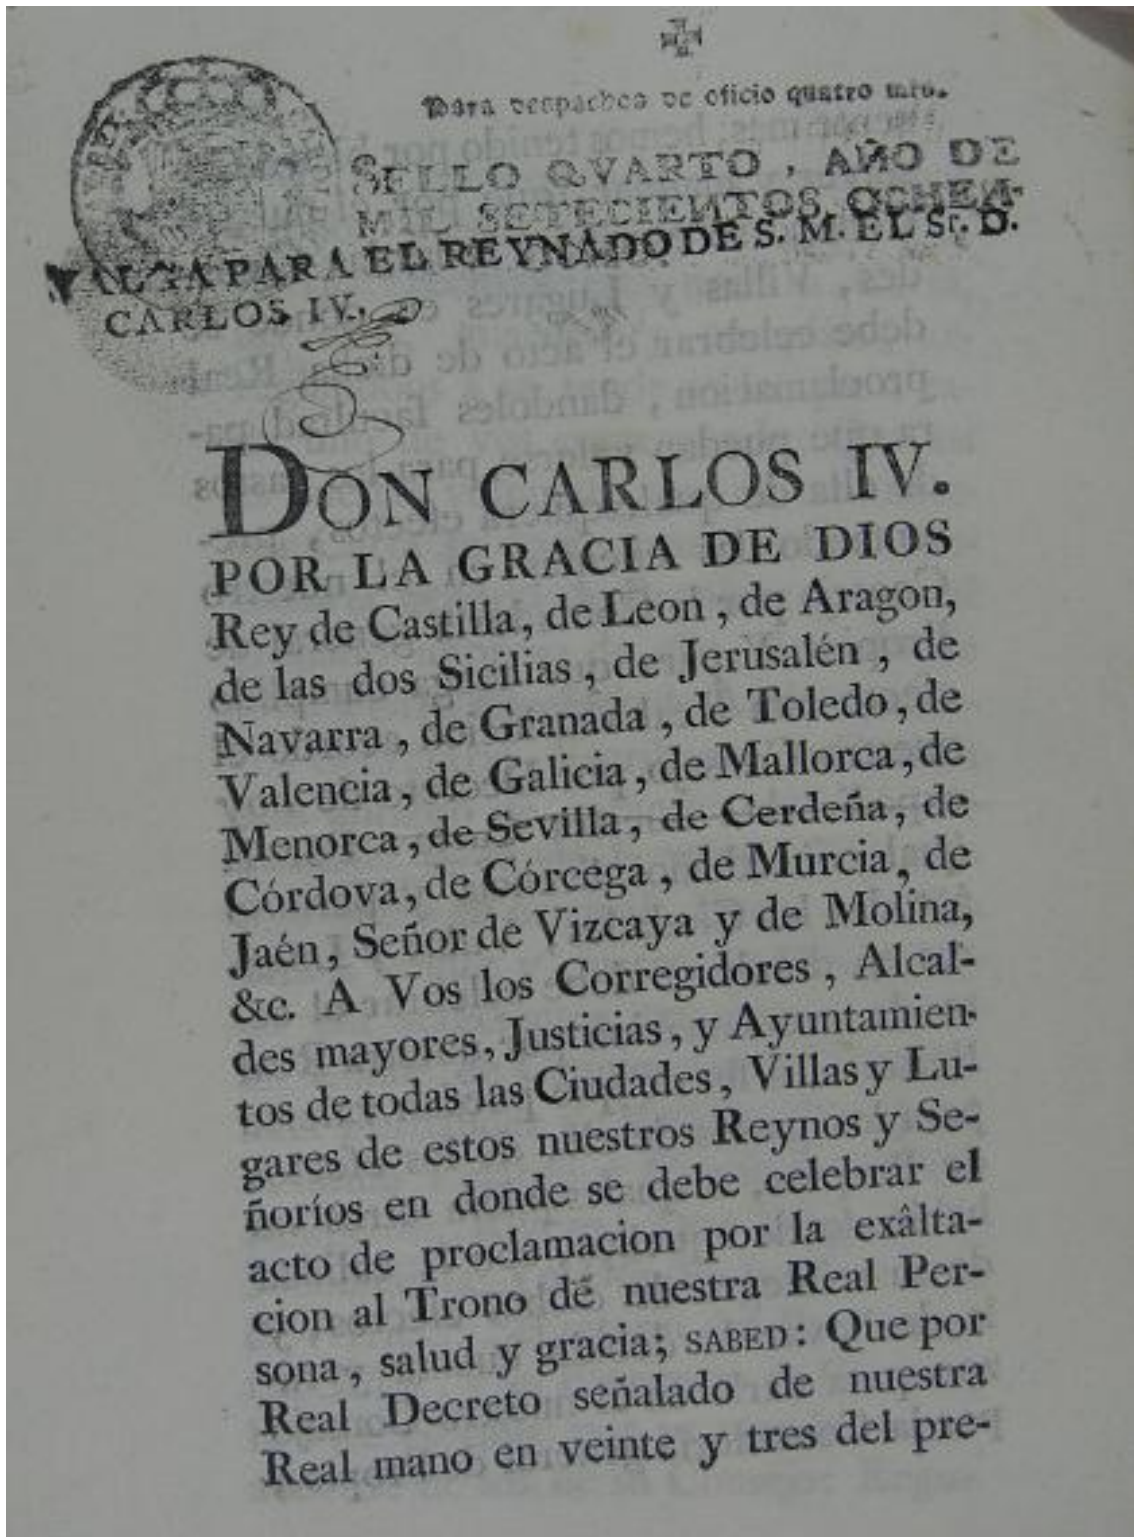 Para despachos de oficio quatro mrs.
SELLO QVARTO, AÑO DE
MIL SETECIENTOS OCHEN-
VALGA PARA EL REYNADO DE S. M. EL Sr. D.
CARLOS IV.
DON CARLOS IV.
POR LA GRACIA DE DIOS
Rey de Castilla, de Leon, de Aragon,
de las dos Sicilias, de Jerusalén, de
Navarra, de Granada, de Toledo, de
Valencia, de Galicia, de Mallorca, de
Menorca, de Sevilla, de Cerdeña, de
Córdova, de Córcega, de Murcia, de
Jaén, Señor de Vizcaya y de Molina,
&c. A Vos los Corregidores, Alcal-
des mayores, Justicias, y Ayuntamien-
tos de todas las Ciudades, Villas y Lu-
gares de estos nuestros Reynos y Se-
ñoríos en donde se debe celebrar el
acto de proclamacion por la exâlta-
cion al Trono de nuestra Real Per-
sona, salud y gracia; SABED: Que por
Real Decreto señalado de nuestra
Real mano en veinte y tres del pre-